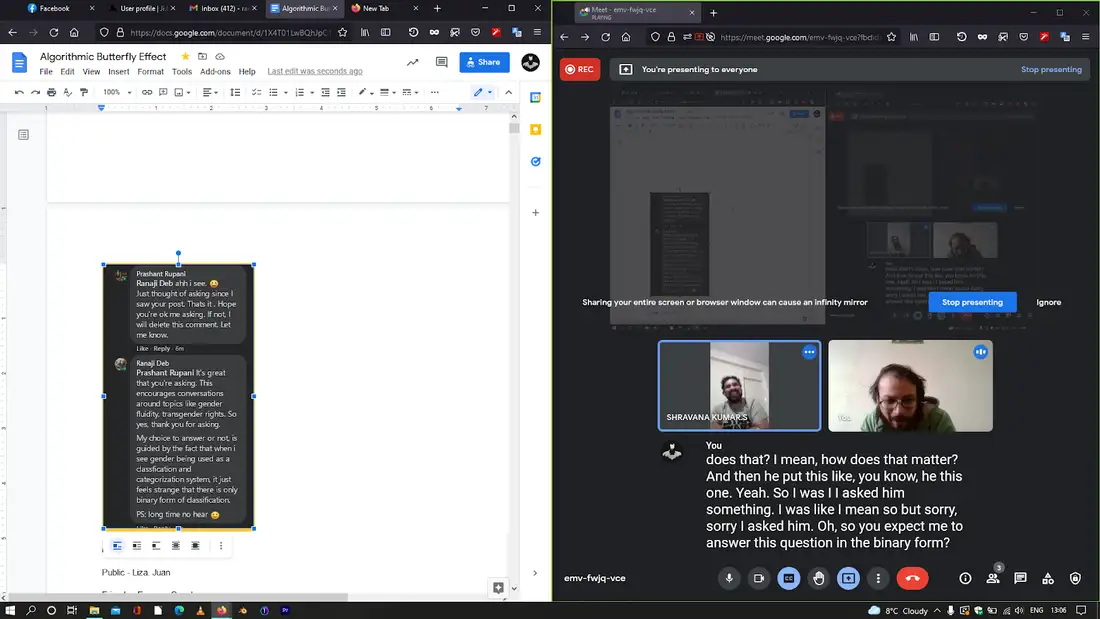 Facebook
User profile | Ju
Inbox (412) - ra
Algorithmic Butterfly
New Tab
https://docs.google.com/document/d/1X4T01LwBQhJpC
Algorithmic Butterfly Effect
File Edit View Insert Format Tools Add-ons Help Last edit was seconds ago
Share
100%
Prashant Rupani
Ranaji Deb ahh i see.
Just thought of asking since I
saw your post. Thats it . Hope
you're ok me asking. If not, I
will delete this comment. Let
me know.
Like · Reply · 6m
Ranaji Deb
Prashant Rupani It's great
that you're asking. This
encourages conversations
around topics like gender
fluidity, transgender rights. So
yes, thank you for asking.
My choice to answer or not, is
guided by the fact that when i
see gender being used as a
classfication and
categorization system, it just
feels strange that there is only
binary form of classification.
PS: long time no hear
Public - Liza, Juan
Meet - emv-fwjq-vce
PLAYING
https://meet.google.com/emv-fwjq-vce?fbclid
REC
You're presenting to everyone
Stop presenting
Sharing your entire screen or browser window can cause an infinity mirror
Stop presenting
Ignore
SHRAVANA KUMAR.S
You
You
does that? I mean, how does that matter?
And then he put this like, you know, he this
one. Yeah. So I was I I asked him
something. I was like I mean so but sorry,
sorry I asked him. Oh, so you expect me to
answer this question in the binary form?
emv-fwjq-vce
3
8°C Cloudy
ENG
13:06